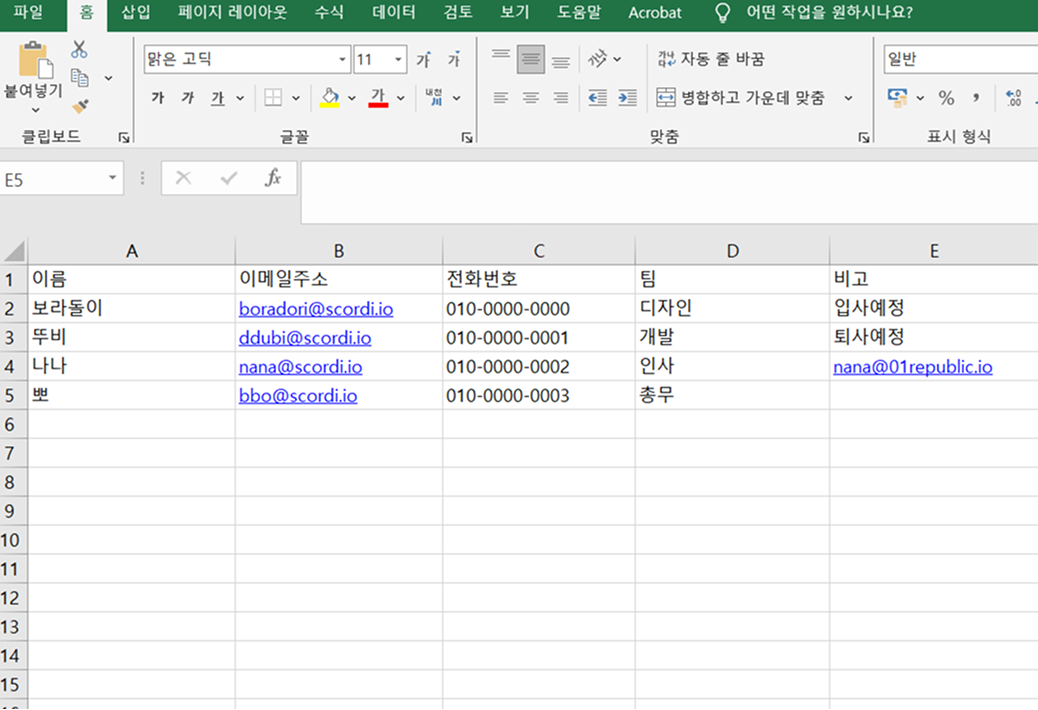 파일 홈 삽입 페이지 레이아웃 수식 데이터 검토 보기 도움말 Acrobat 어떤 작업을 원하시나요?
맑은 고딕 11 가 가 자동 줄 바꿈 일반
붙여넣기 가 가 가 가 내천 川 병합하고 가운데 맞춤 % , .00
클립보드 글꼴 맞춤 표시 형식
E5 fx
A B C D E
1 이름 이메일주소 전화번호 팀 비고
2 보라돌이 boradori@scordi.io 010-0000-0000 디자인 입사예정
3 뚜비 ddubi@scordi.io 010-0000-0001 개발 퇴사예정
4 나나 nana@scordi.io 010-0000-0002 인사 nana@01republic.io
5 뽀 bbo@scordi.io 010-0000-0003 총무
6
7
8
9
10
11
12
13
14
15